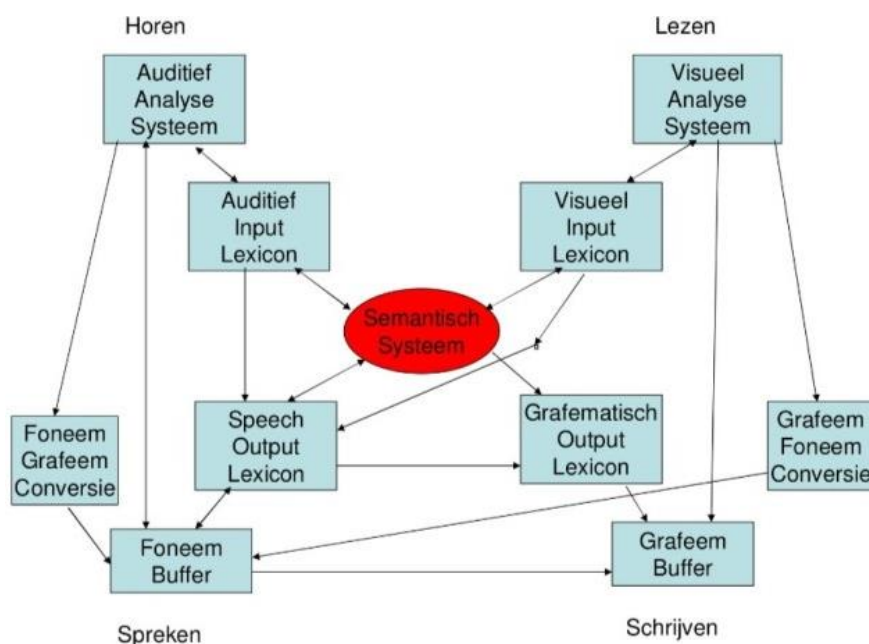 Horen
Lezen
Auditief
Analyse
Systeem
Visueel
Analyse
Systeem
Auditief
Input
Lexicon
Visueel
Input
Lexicon
Semantisch
Systeem
Foneem
Grafeem
Conversie
Speech
Output
Lexicon
Grafematisch
Output
Lexicon
Grafeem
Foneem
Conversie
Foneem
Buffer
Grafeem
Buffer
Spreken
Schrijven